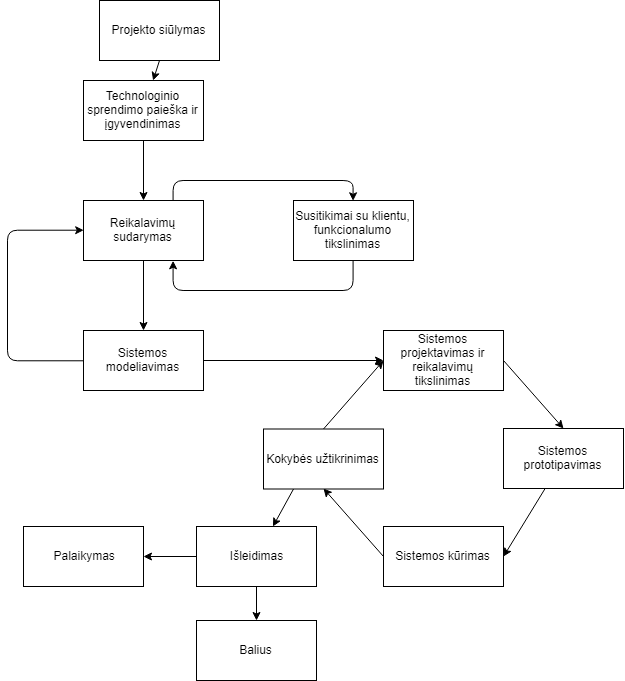 Projekto siūlymas
Technologinio
sprendimo paieška ir
įgyvendinimas
Reikalavimų
sudarymas
Susitikimai su klientu,
funkcionalumo
tikslinimas
Sistemos
modeliavimas
Sistemos
projektavimas ir
reikalavimų
tikslinimas
Kokybės užtikrinimas
Sistemos
prototipavimas
Palaikymas
Išleidimas
Sistemos kūrimas
Balius